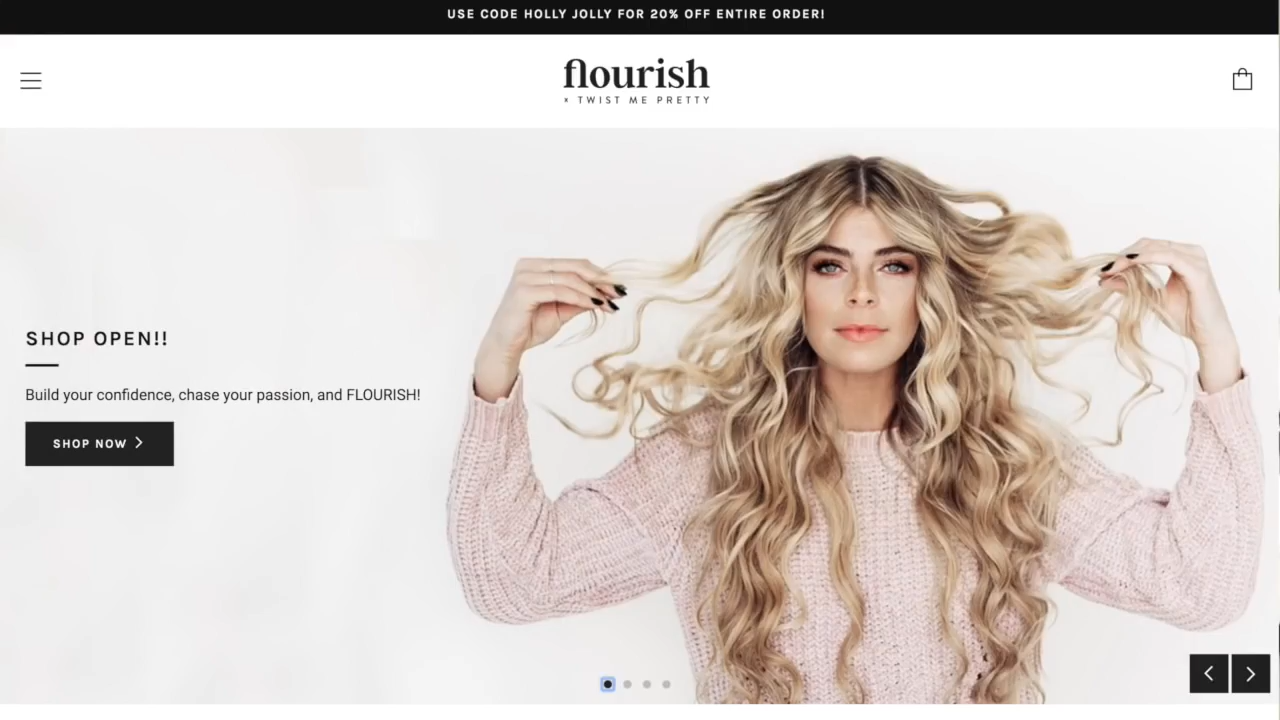 USE CODE HOLLY JOLLY FOR 20% OFF ENTIRE ORDER!
flourish
× TWIST ME PRETTY
SHOP OPEN!!
Build your confidence, chase your passion, and FLOURISH!
SHOP NOW